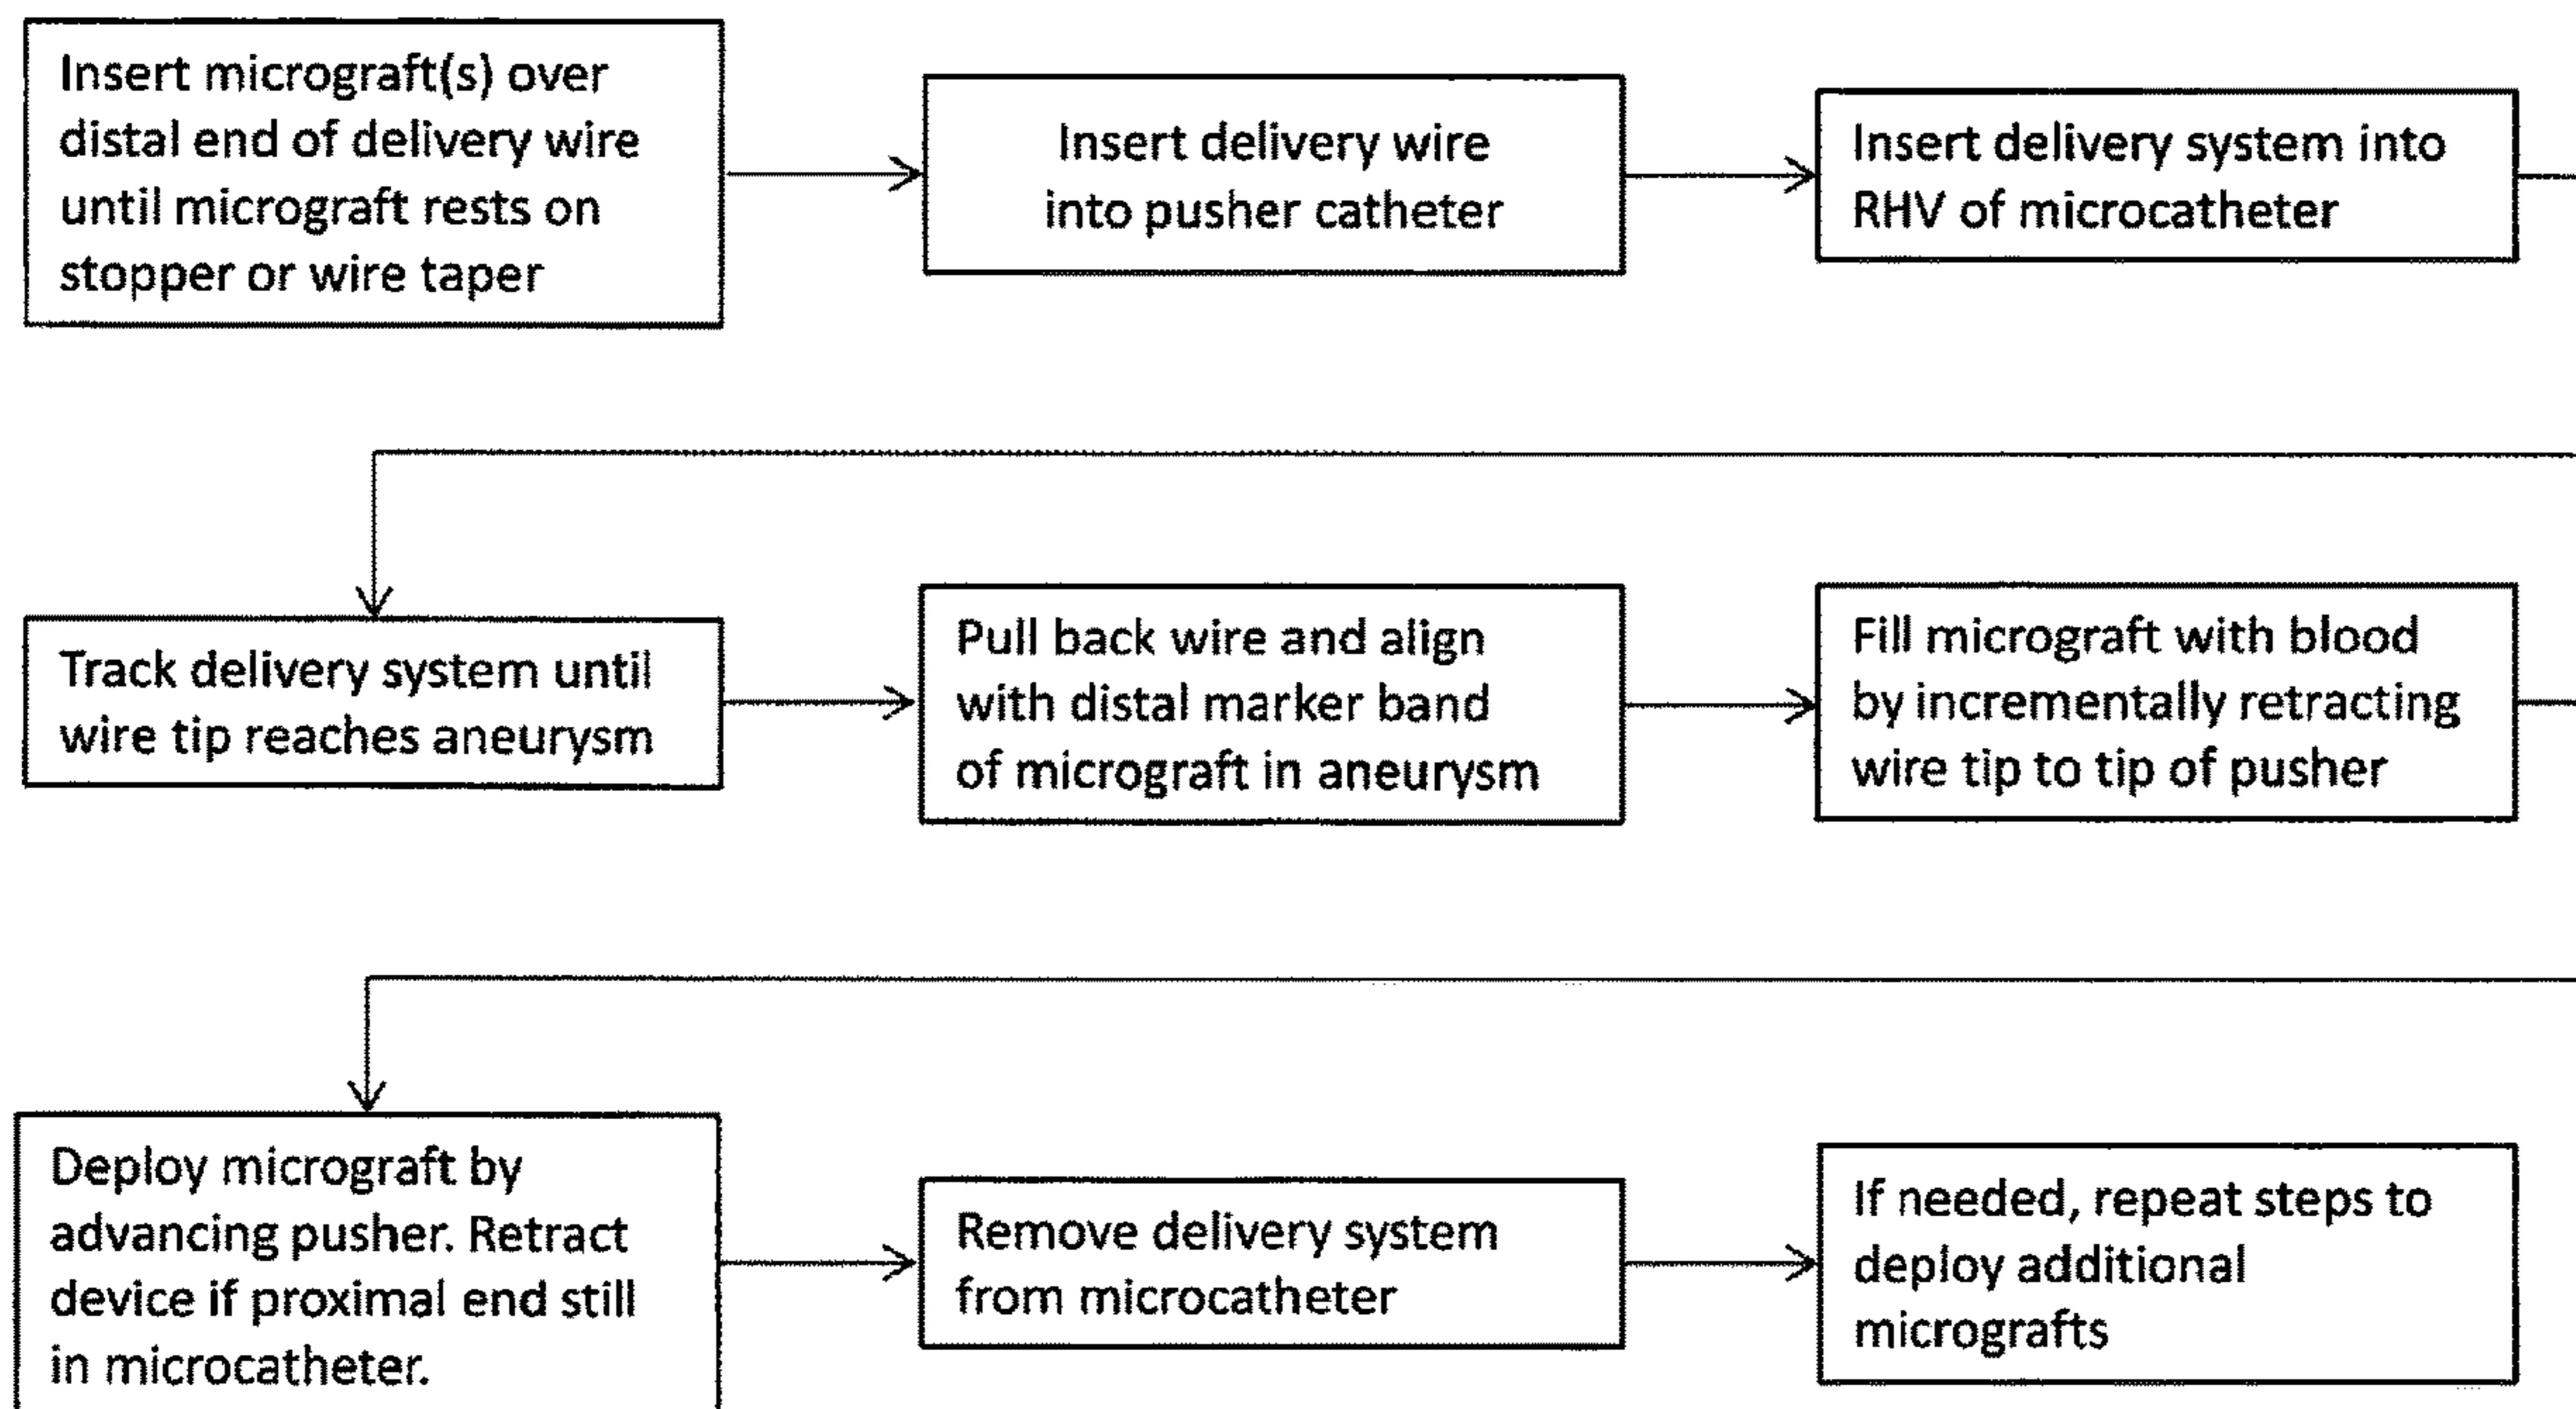 Insert micrograft(s) over
distal end of delivery wire
until micrograft rests on
stopper or wire taper
Insert delivery wire
into pusher catheter
Insert delivery system into
RHV of microcatheter
Track delivery system until
wire tip reaches aneurysm
Pull back wire and align
with distal marker band
of micrograft in aneurysm
Fill micrograft with blood
by incrementally retracting
wire tip to tip of pusher
Deploy micrograft by
advancing pusher. Retract
device if proximal end still
in microcatheter.
Remove delivery system
from microcatheter
If needed, repeat steps to
deploy additional
micrografts